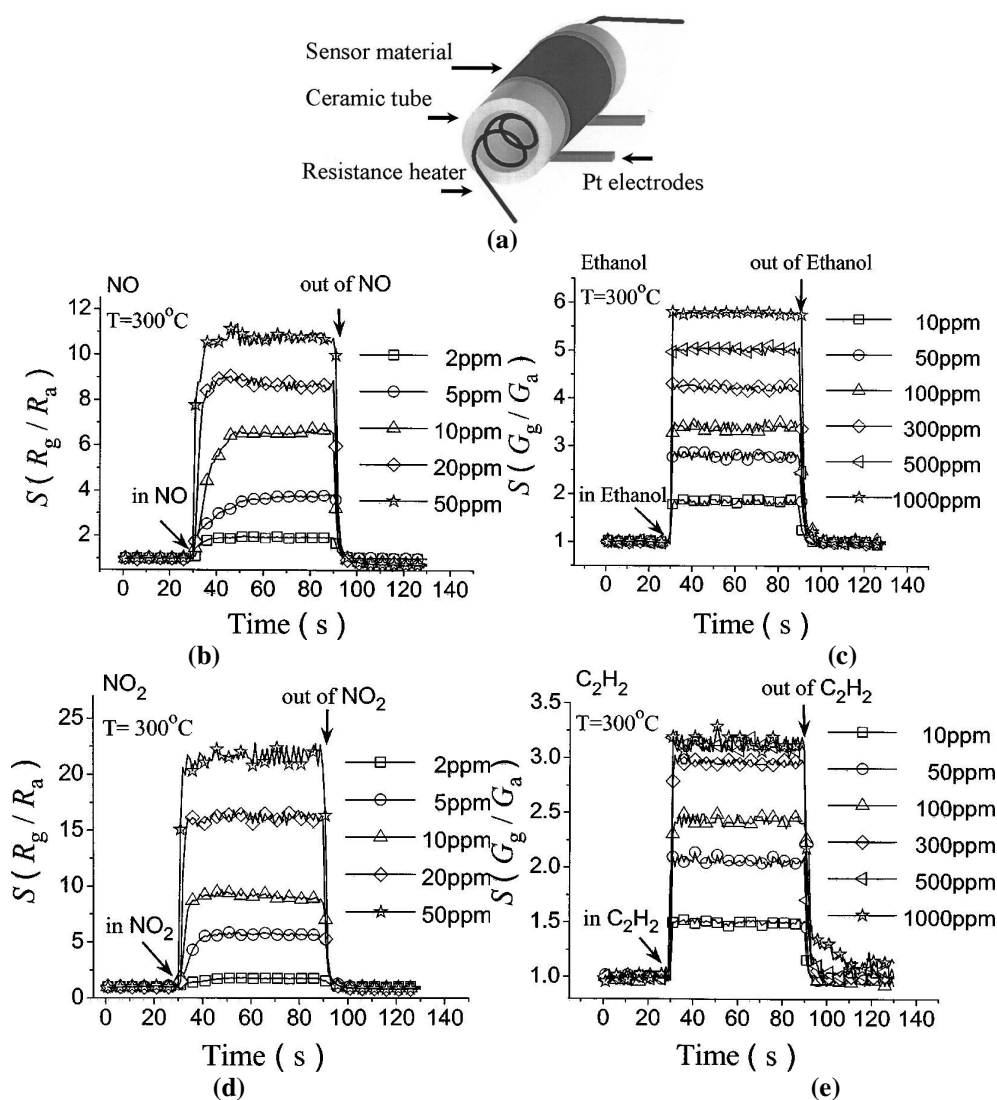 Sensor material
Ceramic tube
Resistance heater
Pt electrodes
(a)
NO
T=300°C
out of NO
in NO
2ppm
5ppm
10ppm
20ppm
50ppm
12
10
8
6
4
2
S ( Rg / Ra )
0 20 40 60 80 100 120 140
Time ( s )
(b)
Ethanol
T=300°C
out of Ethanol
in Ethanol
10ppm
50ppm
100ppm
300ppm
500ppm
1000ppm
6
5
4
3
2
1
S ( Gg / Ga )
0 20 40 60 80 100 120 140
Time ( s )
(c)
NO2
T= 300°C
out of NO2
in NO2
2ppm
5ppm
10ppm
20ppm
50ppm
25
20
15
10
5
0
S ( Rg / Ra )
0 20 40 60 80 100 120 140
Time ( s )
(d)
C2H2
T=300°C
out of C2H2
in C2H2
10ppm
50ppm
100ppm
300ppm
500ppm
1000ppm
3.5
3.0
2.5
2.0
1.5
1.0
S ( Gg / Ga )
0 20 40 60 80 100 120 140
Time ( s )
(e)